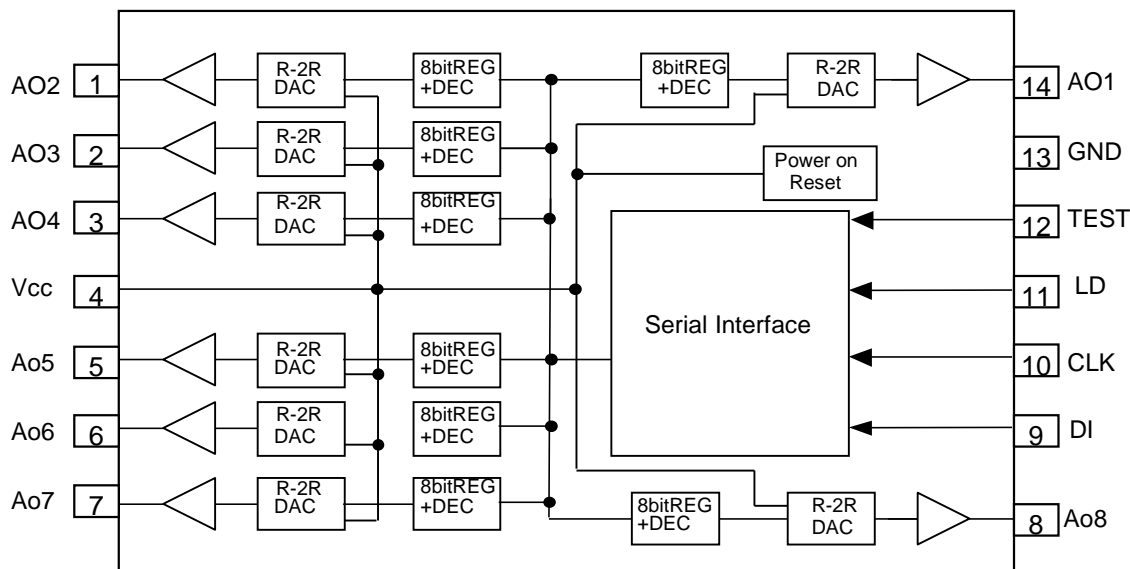 AO2 1 R-2R DAC 8bitREG +DEC 8bitREG +DEC R-2R DAC 14 AO1
AO3 2 R-2R DAC 8bitREG +DEC Power on Reset 13 GND
AO4 3 R-2R DAC 8bitREG +DEC 12 TEST
Vcc 4 11 LD
Serial Interface
Ao5 5 R-2R DAC 8bitREG +DEC 10 CLK
Ao6 6 R-2R DAC 8bitREG +DEC 9 DI
Ao7 7 R-2R DAC 8bitREG +DEC 8bitREG +DEC R-2R DAC 8 Ao8